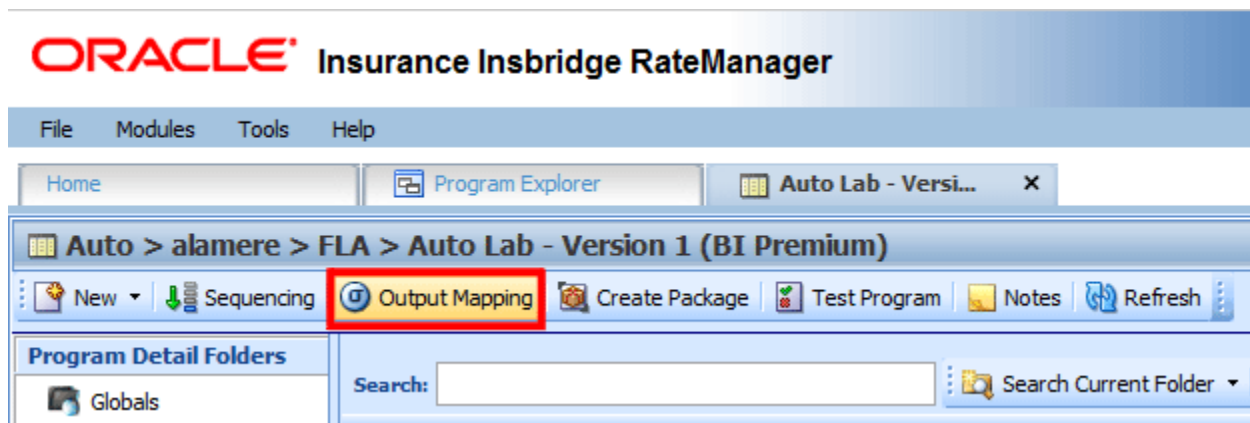 ORACLE Insurance Insbridge RateManager
File Modules Tools Help
Home Program Explorer Auto Lab - Versi... ×
Auto > alamere > FLA > Auto Lab - Version 1 (BI Premium)
New Sequencing Output Mapping Create Package Test Program Notes Refresh
Program Detail Folders
Search: Search Current Folder
Globals